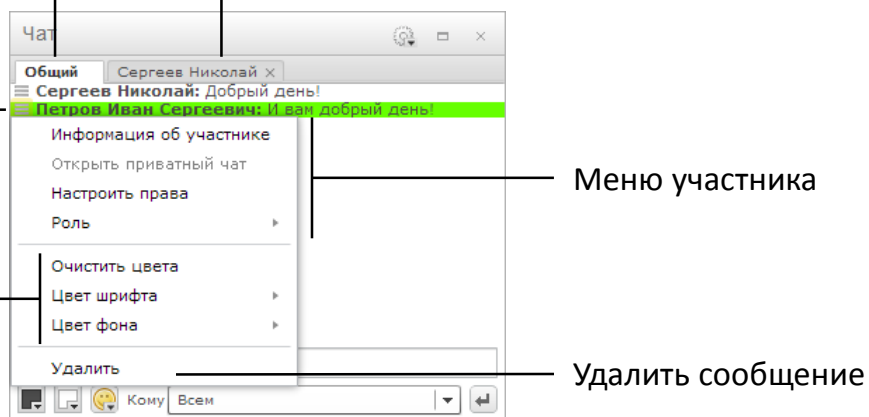 Чат
Общий
Сергеев Николай ×
Сергеев Николай: Добрый день!
Петров Иван Сергеевич: И вам добрый день!
Информация об участнике
Открыть приватный чат
Настроить права
Роль
Меню участника
Очистить цвета
Цвет шрифта
Цвет фона
Удалить
Удалить сообщение
Кому Всем